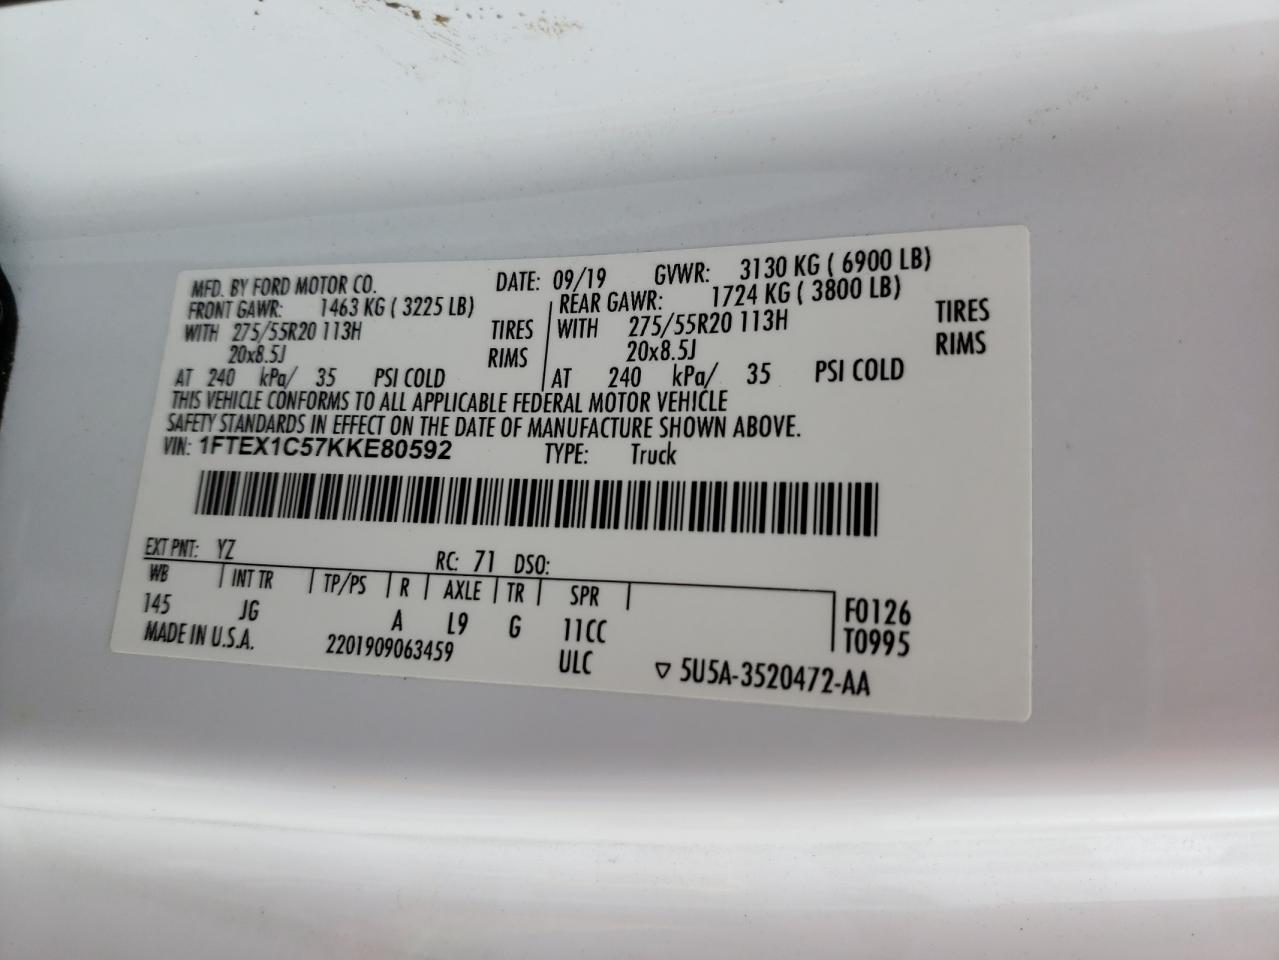 MFD. BY FORD MOTOR CO. DATE: 09/19 GVWR: 3130 KG ( 6900 LB)
FRONT GAWR: 1463 KG ( 3225 LB) REAR GAWR: 1724 KG ( 3800 LB)
WITH 275/55R20 113H TIRES WITH 275/55R20 113H TIRES
20x8.5J RIMS 20x8.5J RIMS
AT 240 kPa/ 35 PSI COLD AT 240 kPa/ 35 PSI COLD
THIS VEHICLE CONFORMS TO ALL APPLICABLE FEDERAL MOTOR VEHICLE
SAFETY STANDARDS IN EFFECT ON THE DATE OF MANUFACTURE SHOWN ABOVE.
VIN: 1FTEX1C57KKE80592 TYPE: Truck
EXT PNT: YZ RC: 71 DSO:
WB INT TR TP/PS R AXLE TR SPR
145 JG A L9 G 11CC F0126
MADE IN U.S.A. 2201909063459 ULC T0995
▽ 5U5A-3520472-AA